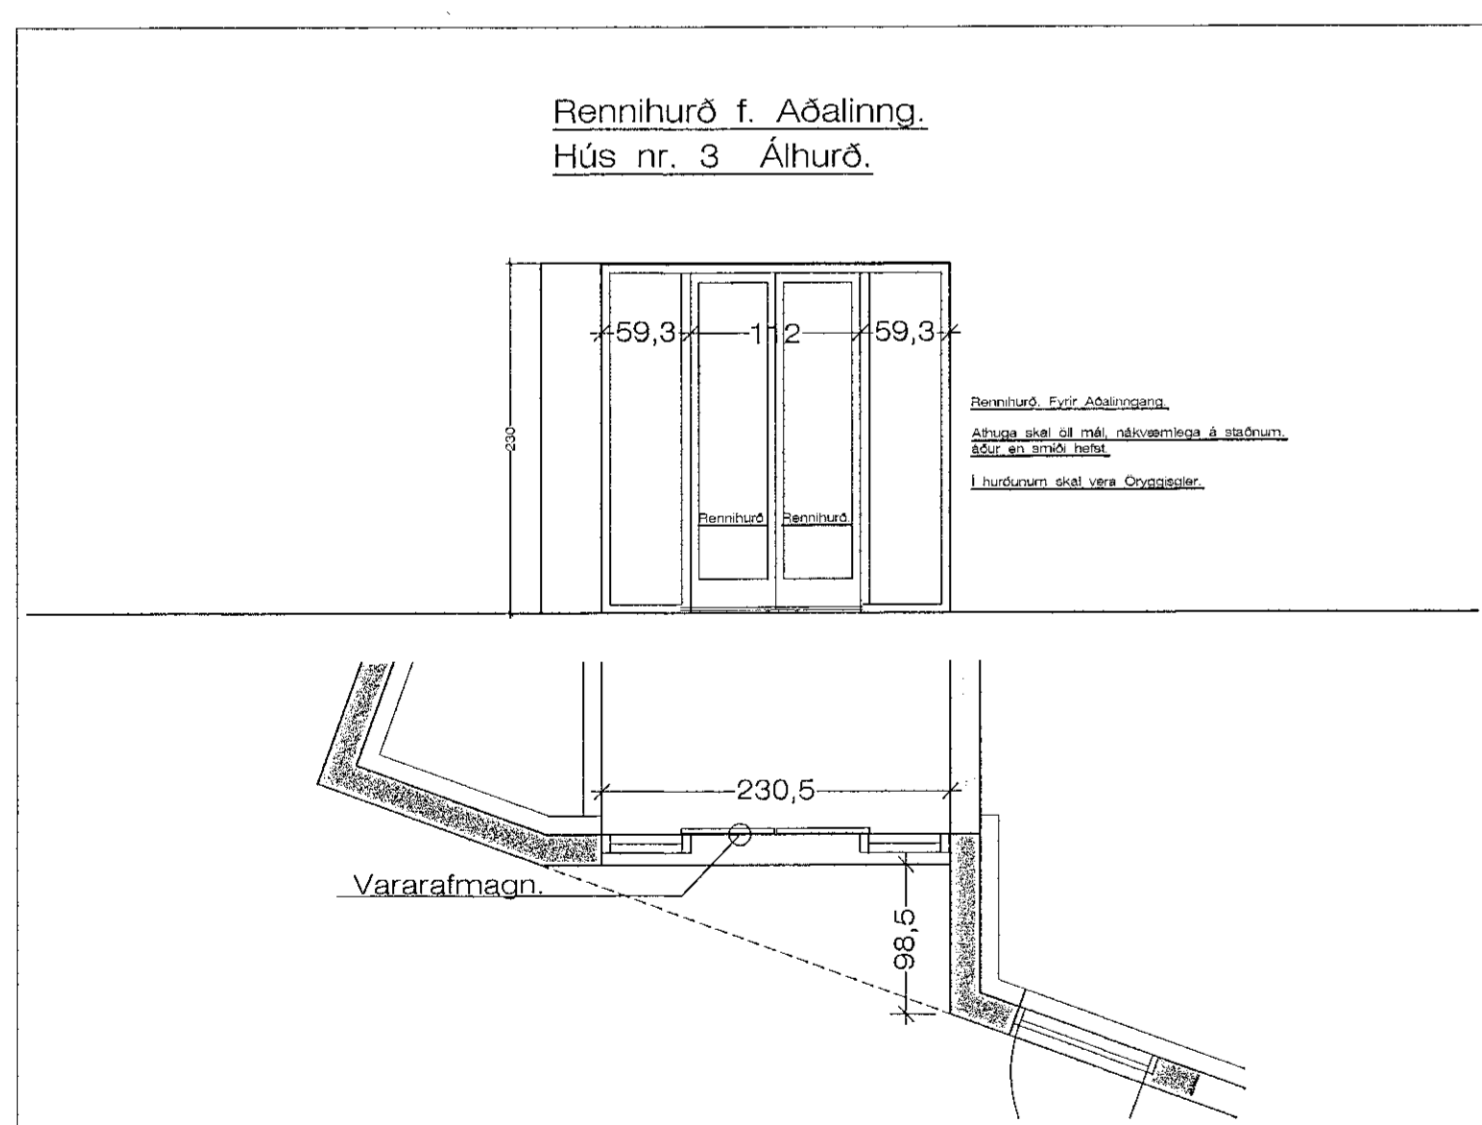 Rennihurð f. Aðalinng.
Hús nr. 3 Álhurð.
230
59,3
112
59,3
Rennihurð. Fyrir Aðalinngang.
Athuga skal öll mál, nákvæmlega á staðnum.
áður en smíði hefst.
Í hurðunum skal vera Öryggisgler.
Rennihurð.
Rennihurð.
230,5
Vararafmagn.
98,5